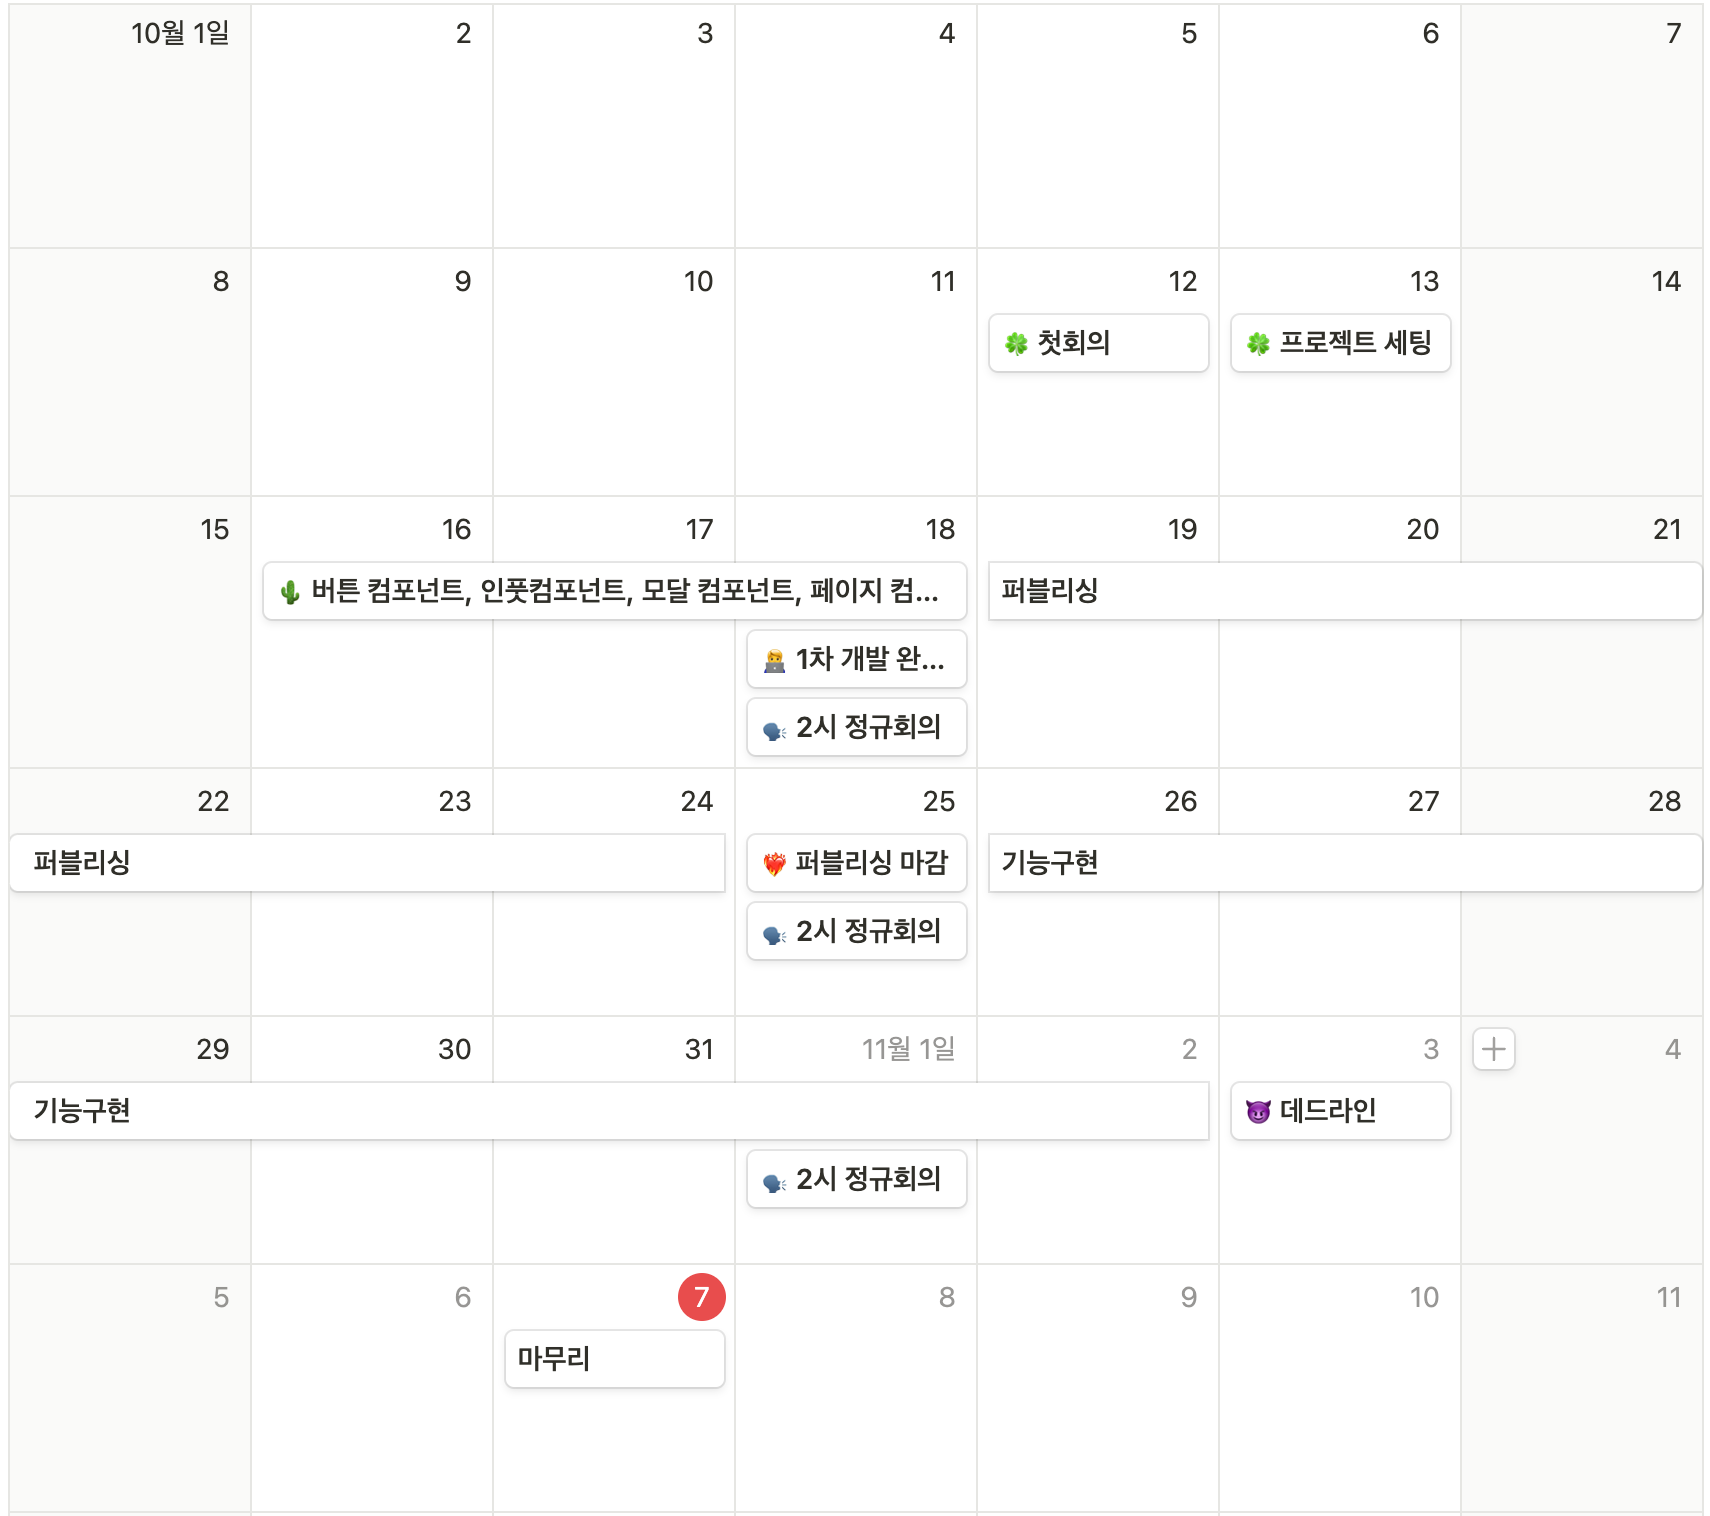 10월 1일 2 3 4 5 6 7
8 9 10 11 12 13 14
🍀 첫회의 🍀 프로젝트 세팅
15 16 17 18 19 20 21
🌵 버튼 컴포넌트, 인풋컴포넌트, 모달 컴포넌트, 페이지 컴... 퍼블리싱
🧑‍💻 1차 개발 완...
🗣️ 2시 정규회의
22 23 24 25 26 27 28
퍼블리싱 ❤️‍🔥 퍼블리싱 마감 기능구현
🗣️ 2시 정규회의
29 30 31 11월 1일 2 3 4
기능구현 😈 데드라인
🗣️ 2시 정규회의
5 6 7 8 9 10 11
마무리